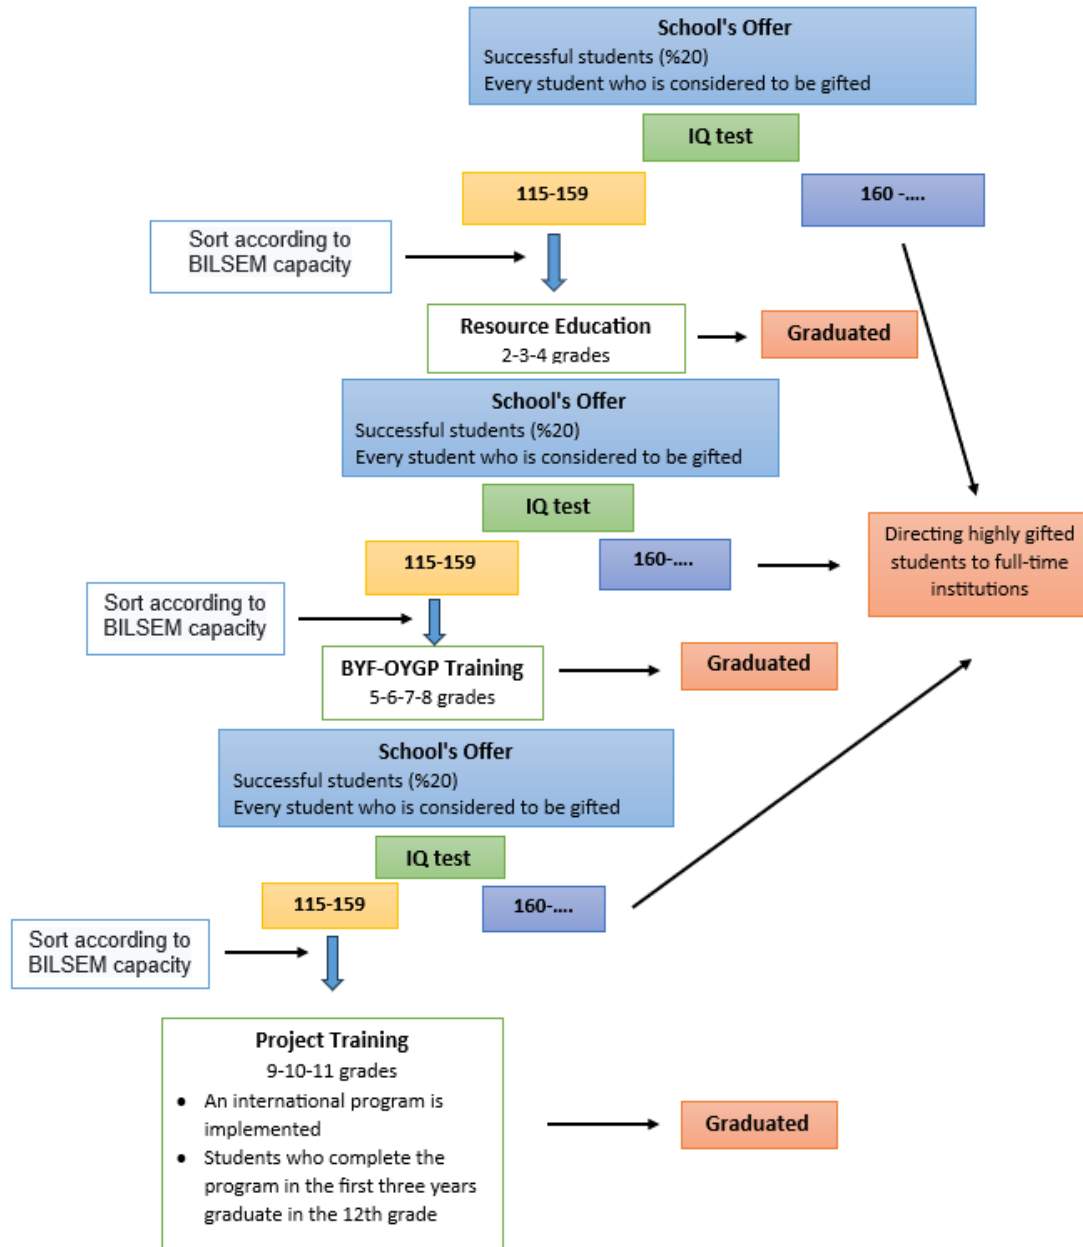 School's Offer
Successful students (%20)
Every student who is considered to be gifted
IQ test
115-159
160 -....
Sort according to
BILSEM capacity
Resource Education
2-3-4 grades
Graduated
School's Offer
Successful students (%20)
Every student who is considered to be gifted
IQ test
115-159
160-....
Directing highly gifted
students to full-time
institutions
Sort according to
BILSEM capacity
BYF-OYGP Training
5-6-7-8 grades
Graduated
School's Offer
Successful students (%20)
Every student who is considered to be gifted
IQ test
115-159
160-....
Sort according to
BILSEM capacity
Project Training
9-10-11 grades
• An international program is
implemented
• Students who complete the
program in the first three years
graduate in the 12th grade
Graduated